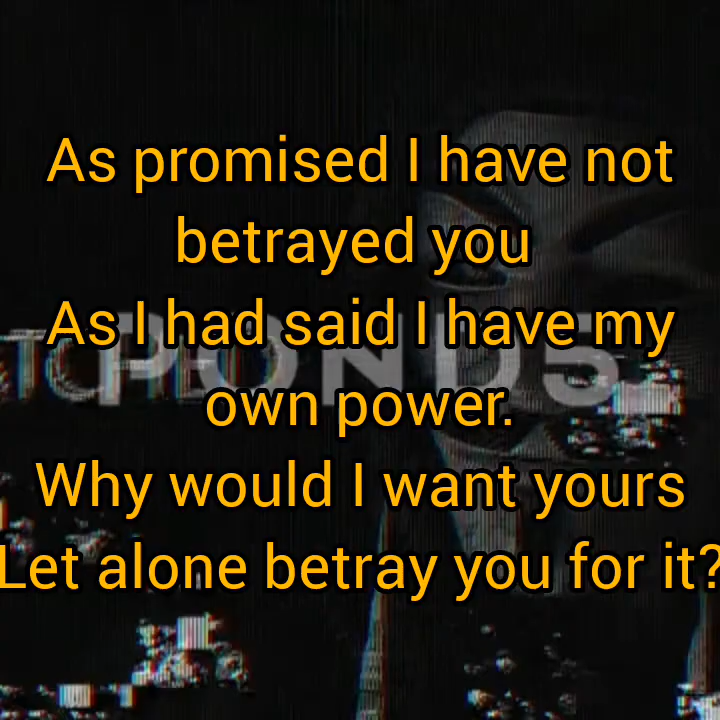 As promised I have not
betrayed you
As I had said I have my
own power.
Why would I want yours
Let alone betray you for it?
POND5